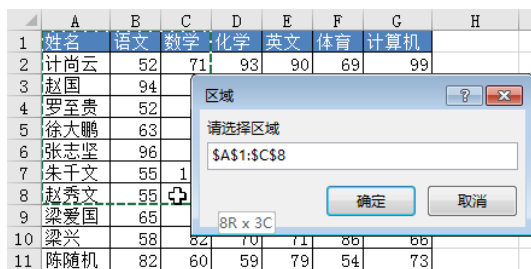 A B C D E F G H
1 姓名 语文 数学 化学 英文 体育 计算机
2 计尚云 52 71 93 90 69 99
3 赵国 94
4 罗至贵 52
5 徐大鹏 63
6 张志坚 96
7 朱千文 55 1
8 赵秀文 55
9 梁爱国 65
10 梁兴 58 82 70 71 86 66
11 陈随机 82 60 59 79 54 73
区域
请选择区域
$A$1:$C$8
确定 取消
8R x 3C